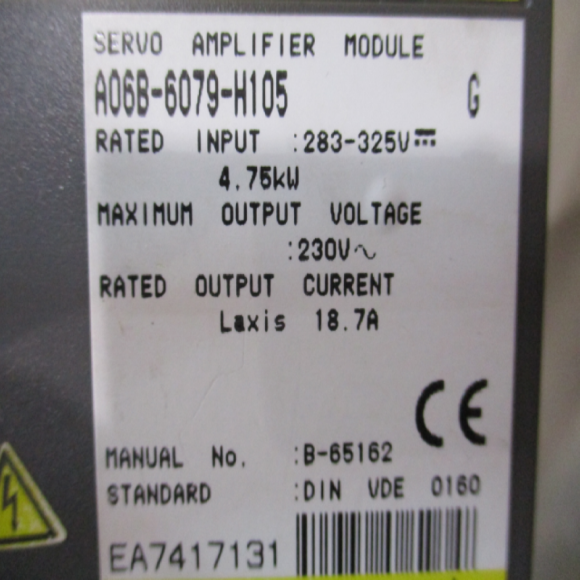 SERVO AMPLIFIER MODULE
A06B-6079-H105 G
RATED INPUT :283-325V⎓
4.75kW
MAXIMUM OUTPUT VOLTAGE
:230V~
RATED OUTPUT CURRENT
Laxis 18.7A
CE
MANUAL No. :B-65162
STANDARD :DIN VDE 0160
EA7417131